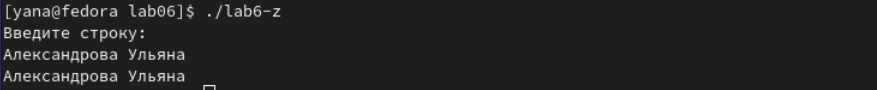 [yana@fedora lab06]$ ./lab6-z
Введите строку:
Александрова Ульяна
Александрова Ульяна